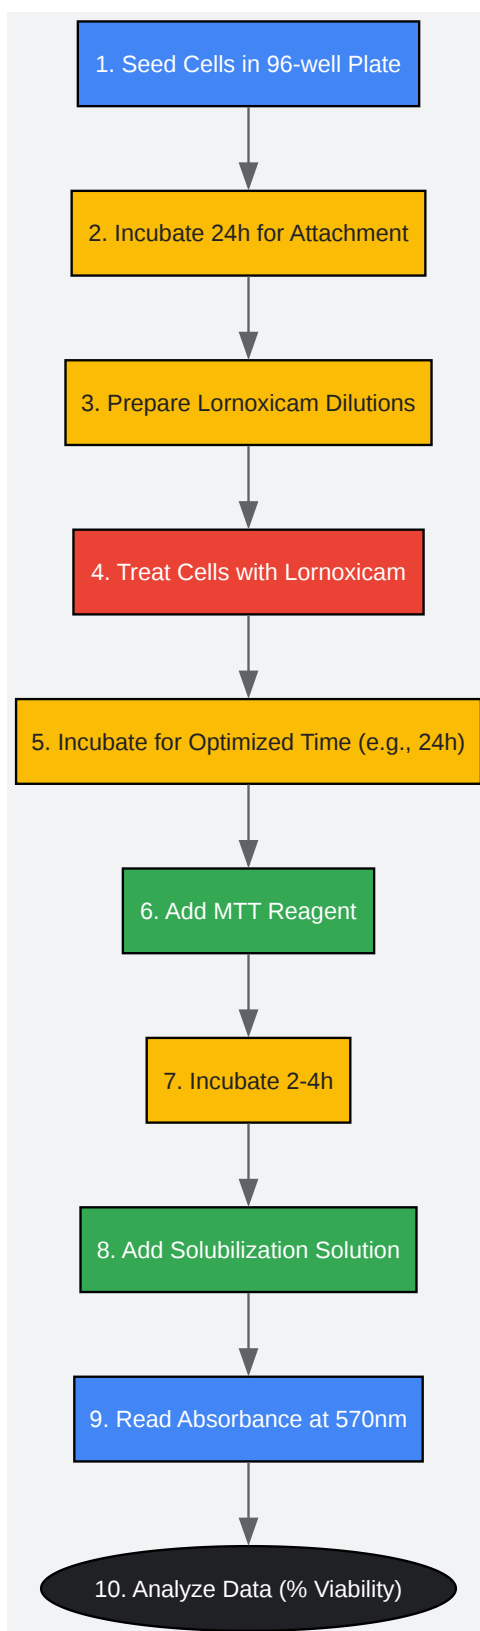 1. Seed Cells in 96-well Plate
2. Incubate 24h for Attachment
3. Prepare Lornoxicam Dilutions
4. Treat Cells with Lornoxicam
5. Incubate for Optimized Time (e.g., 24h)
6. Add MTT Reagent
7. Incubate 2-4h
8. Add Solubilization Solution
9. Read Absorbance at 570nm
10. Analyze Data (% Viability)